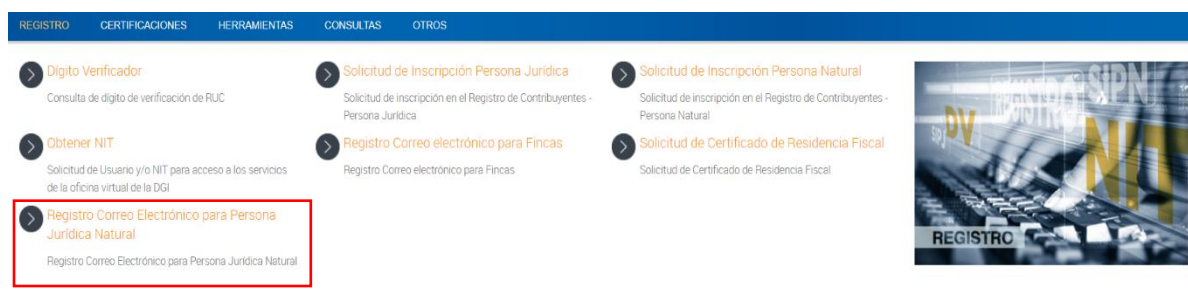 REGISTRO CERTIFICACIONES HERRAMIENTAS CONSULTAS OTROS
Dígito Verificador
Consulta de dígito de verificación de RUC
Solicitud de Inscripción Persona Jurídica
Solicitud de inscripción en el Registro de Contribuyentes -
Persona Jurídica
Solicitud de Inscripción Persona Natural
Solicitud de inscripción en el Registro de Contribuyentes -
Persona Natural
Obtener NIT
Solicitud de Usuario y/o NIT para acceso a los servicios
de la oficina virtual de la DGI
Registro Correo electrónico para Fincas
Registro Correo electrónico para Fincas
Solicitud de Certificado de Residencia Fiscal
Solicitud de Certificado de Residencia Fiscal
Registro Correo Electrónico para Persona
Jurídica Natural
Registro Correo Electrónico para Persona Jurídica Natural
SIPN
REGISTRO
DV
NIT
SIPJ
REGISTRO